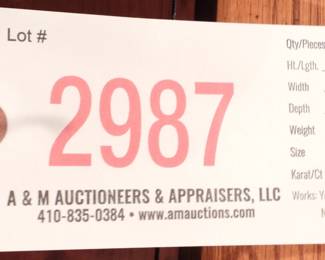 Lot #
2987
A & M AUCTIONEERS & APPRAISERS, LLC
410-835-0384 • www.amauctions.com
Qty/Pieces
Ht./Lgth.
Width
Depth
Weight
Size
Karat/Ct
Works: